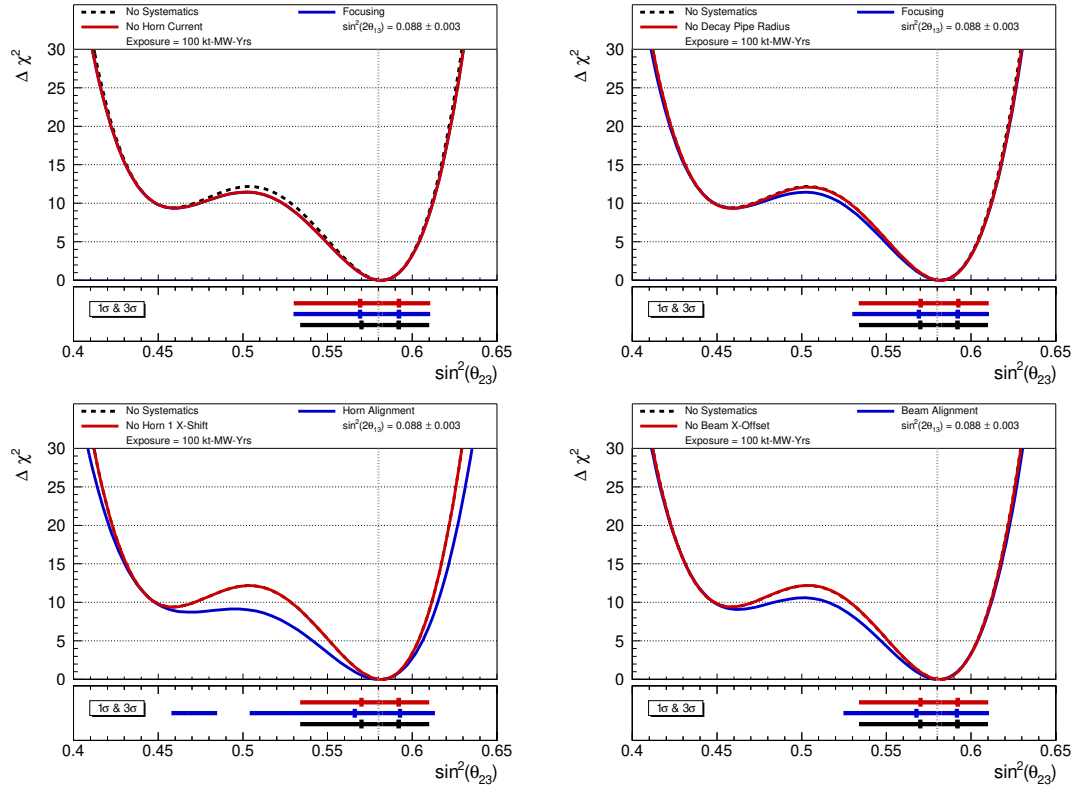 No Systematics
Focusing
No Horn Current
sin²(2θ₁₃) = 0.088 ± 0.003
Exposure = 100 kt-MW-Yrs
Δ χ²
30
25
20
15
10
5
0
1σ & 3σ
0.4 0.45 0.5 0.55 0.6 0.65
sin²(θ₂₃)
No Systematics
Focusing
No Decay Pipe Radius
sin²(2θ₁₃) = 0.088 ± 0.003
Exposure = 100 kt-MW-Yrs
Δ χ²
30
25
20
15
10
5
0
1σ & 3σ
0.4 0.45 0.5 0.55 0.6 0.65
sin²(θ₂₃)
No Systematics
Horn Alignment
No Horn 1 X-Shift
sin²(2θ₁₃) = 0.088 ± 0.003
Exposure = 100 kt-MW-Yrs
Δ χ²
30
25
20
15
10
5
0
1σ & 3σ
0.4 0.45 0.5 0.55 0.6 0.65
sin²(θ₂₃)
No Systematics
Beam Alignment
No Beam X-Offset
sin²(2θ₁₃) = 0.088 ± 0.003
Exposure = 100 kt-MW-Yrs
Δ χ²
30
25
20
15
10
5
0
1σ & 3σ
0.4 0.45 0.5 0.55 0.6 0.65
sin²(θ₂₃)